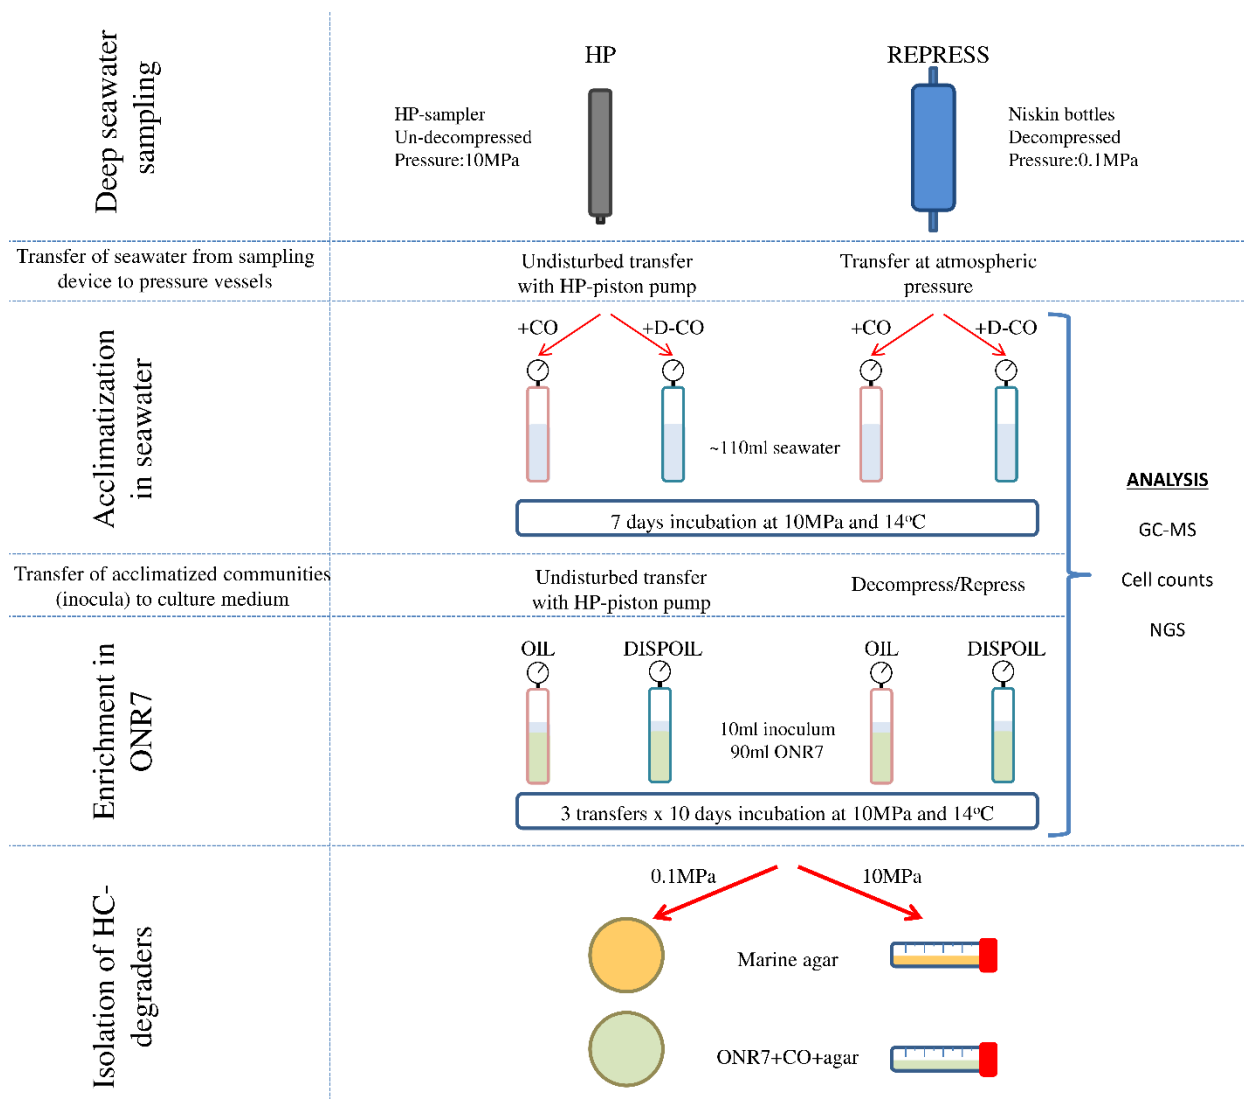 Deep seawater
sampling
HP
REPRESS
HP-sampler
Un-decompressed
Pressure:10MPa
Niskin bottles
Decompressed
Pressure:0.1MPa
Transfer of seawater from sampling
device to pressure vessels
Undisturbed transfer
with HP-piston pump
Transfer at atmospheric
pressure
Acclimatization
in seawater
+CO
+D-CO
+CO
+D-CO
~110ml seawater
7 days incubation at 10MPa and 14ºC
ANALYSIS
GC-MS
Cell counts
NGS
Transfer of acclimatized communities
(inocula) to culture medium
Undisturbed transfer
with HP-piston pump
Decompress/Repress
Enrichment in
ONR7
OIL
DISPOIL
OIL
DISPOIL
10ml inoculum
90ml ONR7
3 transfers x 10 days incubation at 10MPa and 14ºC
Isolation of HC-
degraders
0.1MPa
10MPa
Marine agar
ONR7+CO+agar